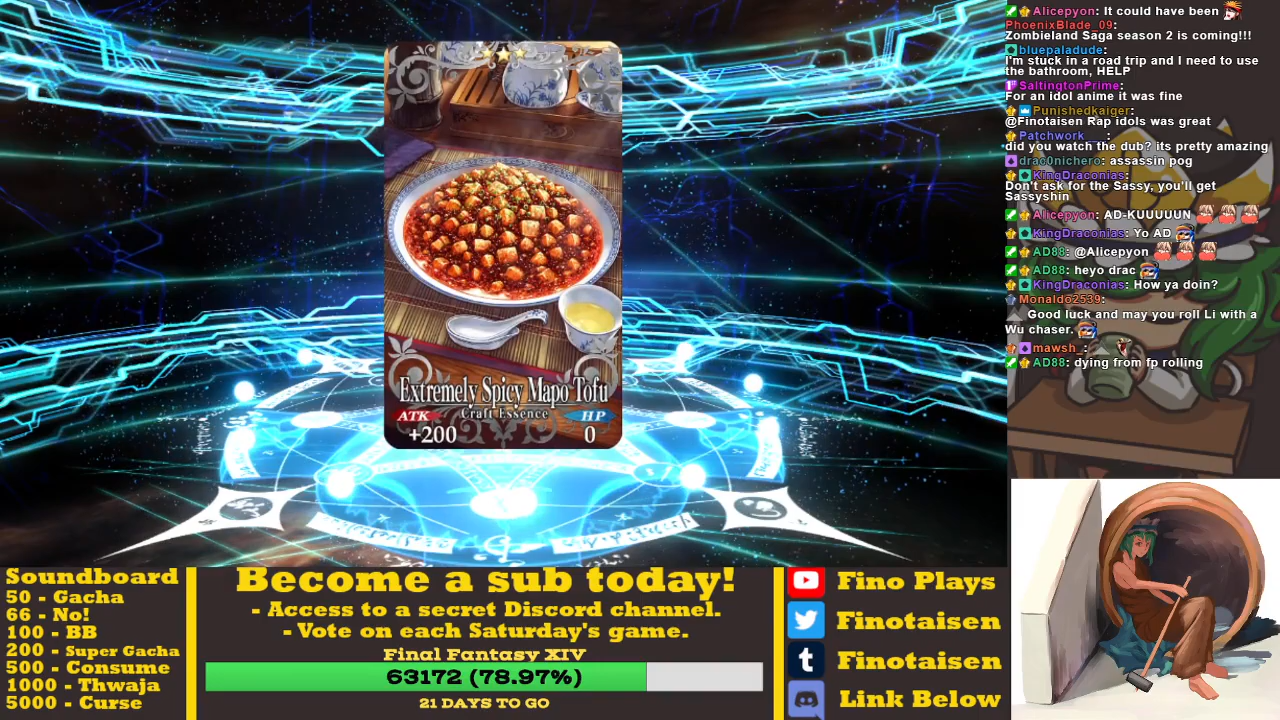 Extremely Spicy Mapo Tofu
Craft Essence
ATK
HP
+200
0
Alicepyon: It could have been
PhoenixBlade_09:
Zombieland Saga season 2 is coming!!!
bluepaladude:
I'm stuck in a road trip and I need to use
the bathroom, HELP
SaltingtonPrime:
For an idol anime it was fine
Punishedkaiger:
@Finotaisen Rap idols was great
Patchwork__:
did you watch the dub? its pretty amazing
drac0nichero: assassin pog
KingDraconias:
Don't ask for the Sassy, you'll get
Sassyshin
Alicepyon: AD-KUUUUUN
KingDraconias: Yo AD
AD88: @Alicepyon
AD88: heyo drac
KingDraconias: How ya doin?
Monaldo2539:
Good luck and may you roll Li with a
Wu chaser.
mawsh_:
AD88: dying from fp rolling
Soundboard
50 - Gacha
66 - No!
100 - BB
200 - Super Gacha
500 - Consume
1000 - Thwaja
5000 - Curse
Become a sub today!
- Access to a secret Discord channel.
- Vote on each Saturday's game.
Final Fantasy XIV
63172 (78.97%)
21 DAYS TO GO
Fino Plays
Finotaisen
Finotaisen
Link Below